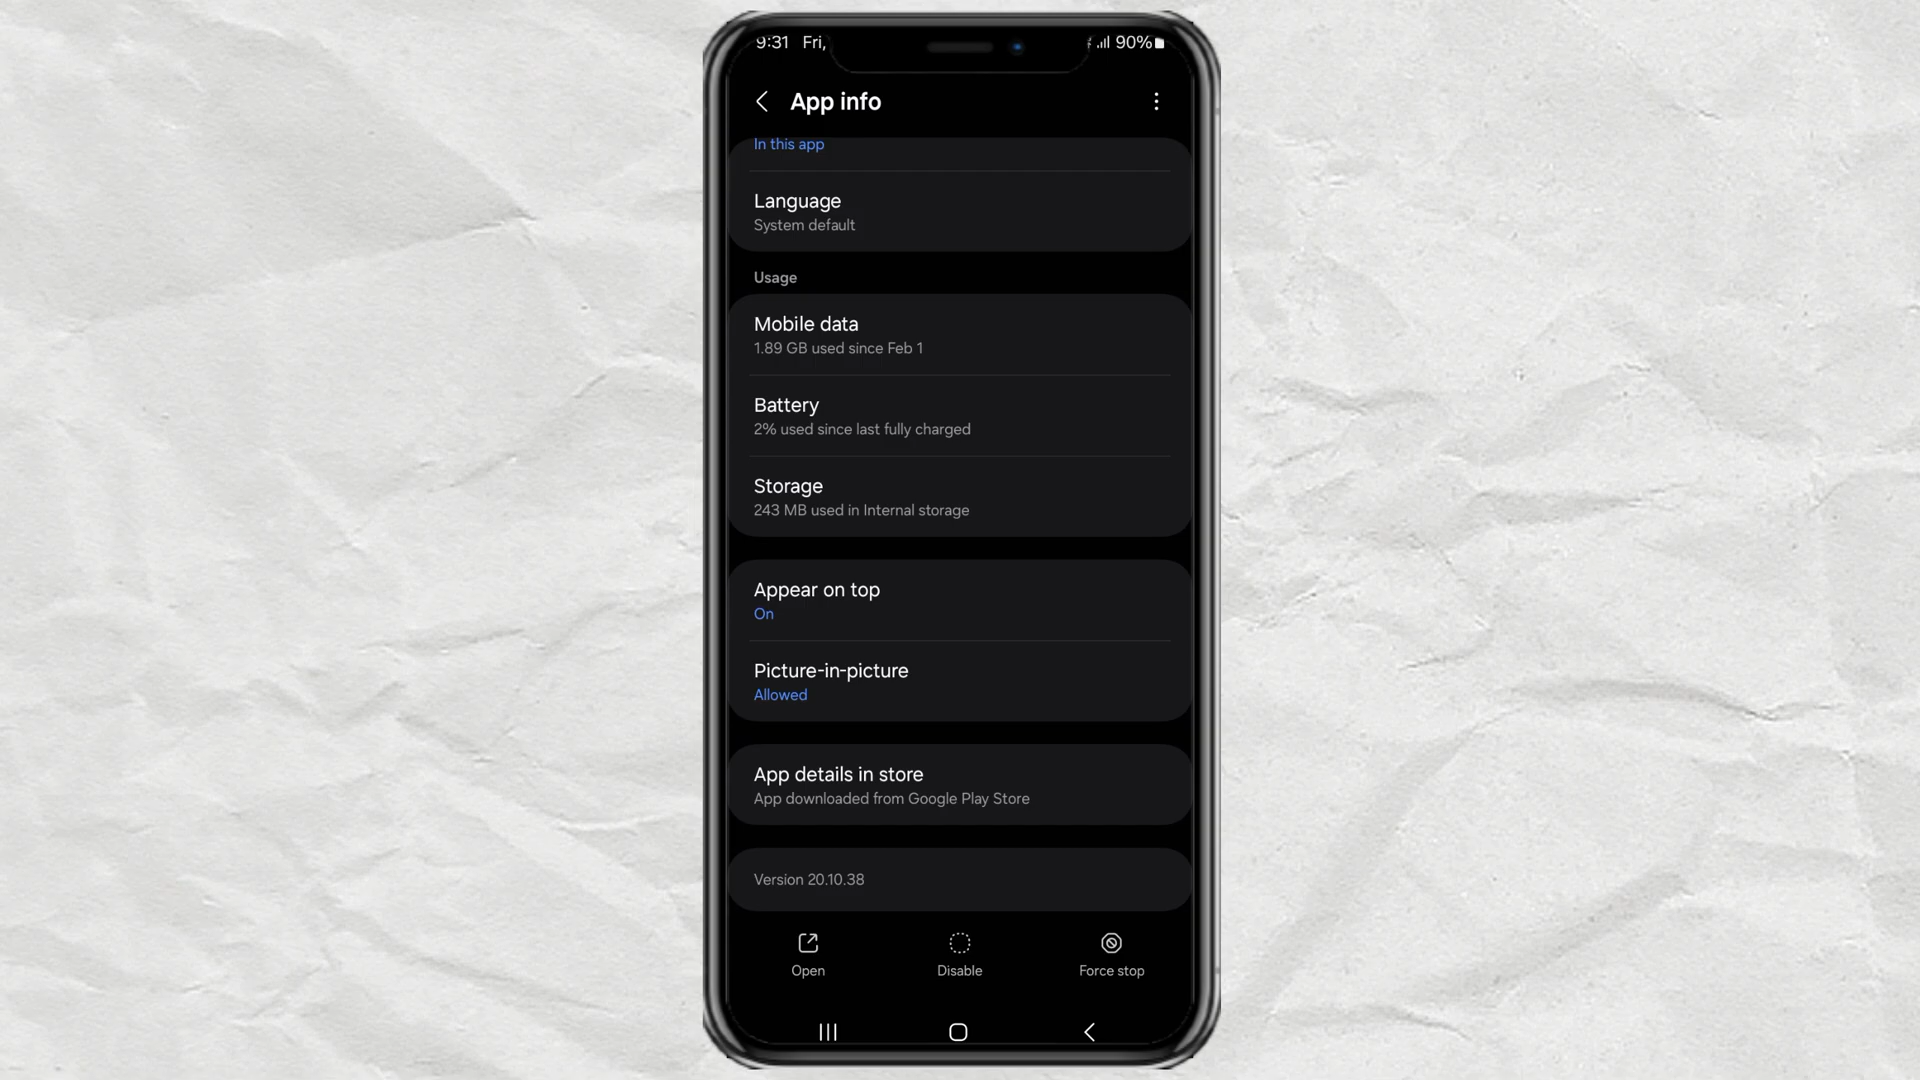 9:31 Fri, 90%
App info
In this app
Language
System default
Usage
Mobile data
1.89 GB used since Feb 1
Battery
2% used since last fully charged
Storage
243 MB used in Internal storage
Appear on top
On
Picture-in-picture
Allowed
App details in store
App downloaded from Google Play Store
Version 20.10.38
Open Disable Force stop